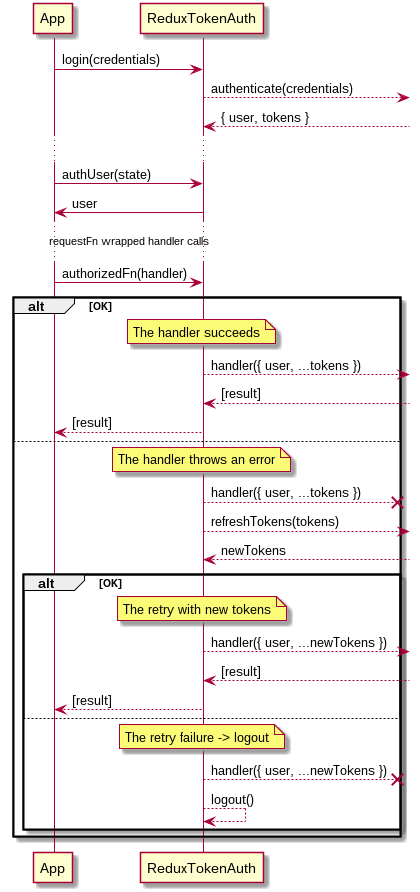 App
ReduxTokenAuth
login(credentials)
authenticate(credentials)
{ user, tokens }
authUser(state)
user
requestFn wrapped handler calls
authorizedFn(handler)
alt [OK]
The handler succeeds
handler({ user, ...tokens })
[result]
[result]
The handler throws an error
handler({ user, ...tokens })
refreshTokens(tokens)
newTokens
alt [OK]
The retry with new tokens
handler({ user, ...newTokens })
[result]
[result]
The retry failure -> logout
handler({ user, ...newTokens })
logout()
App
ReduxTokenAuth